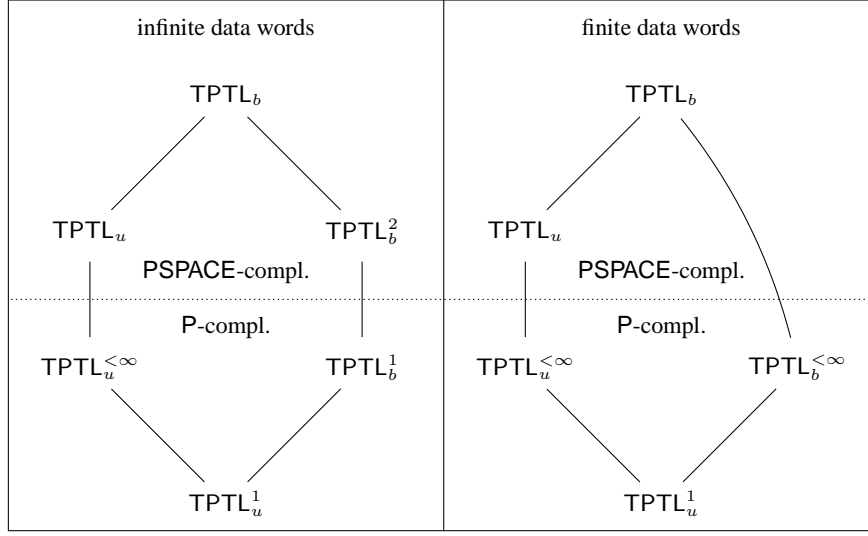 infinite data words
TPTL_b
TPTL_u
TPTL_b^2
PSPACE-compl.
P-compl.
TPTL_u^{<∞}
TPTL_b^1
TPTL_u^1
finite data words
TPTL_b
TPTL_u
PSPACE-compl.
P-compl.
TPTL_u^{<∞}
TPTL_b^{<∞}
TPTL_u^1